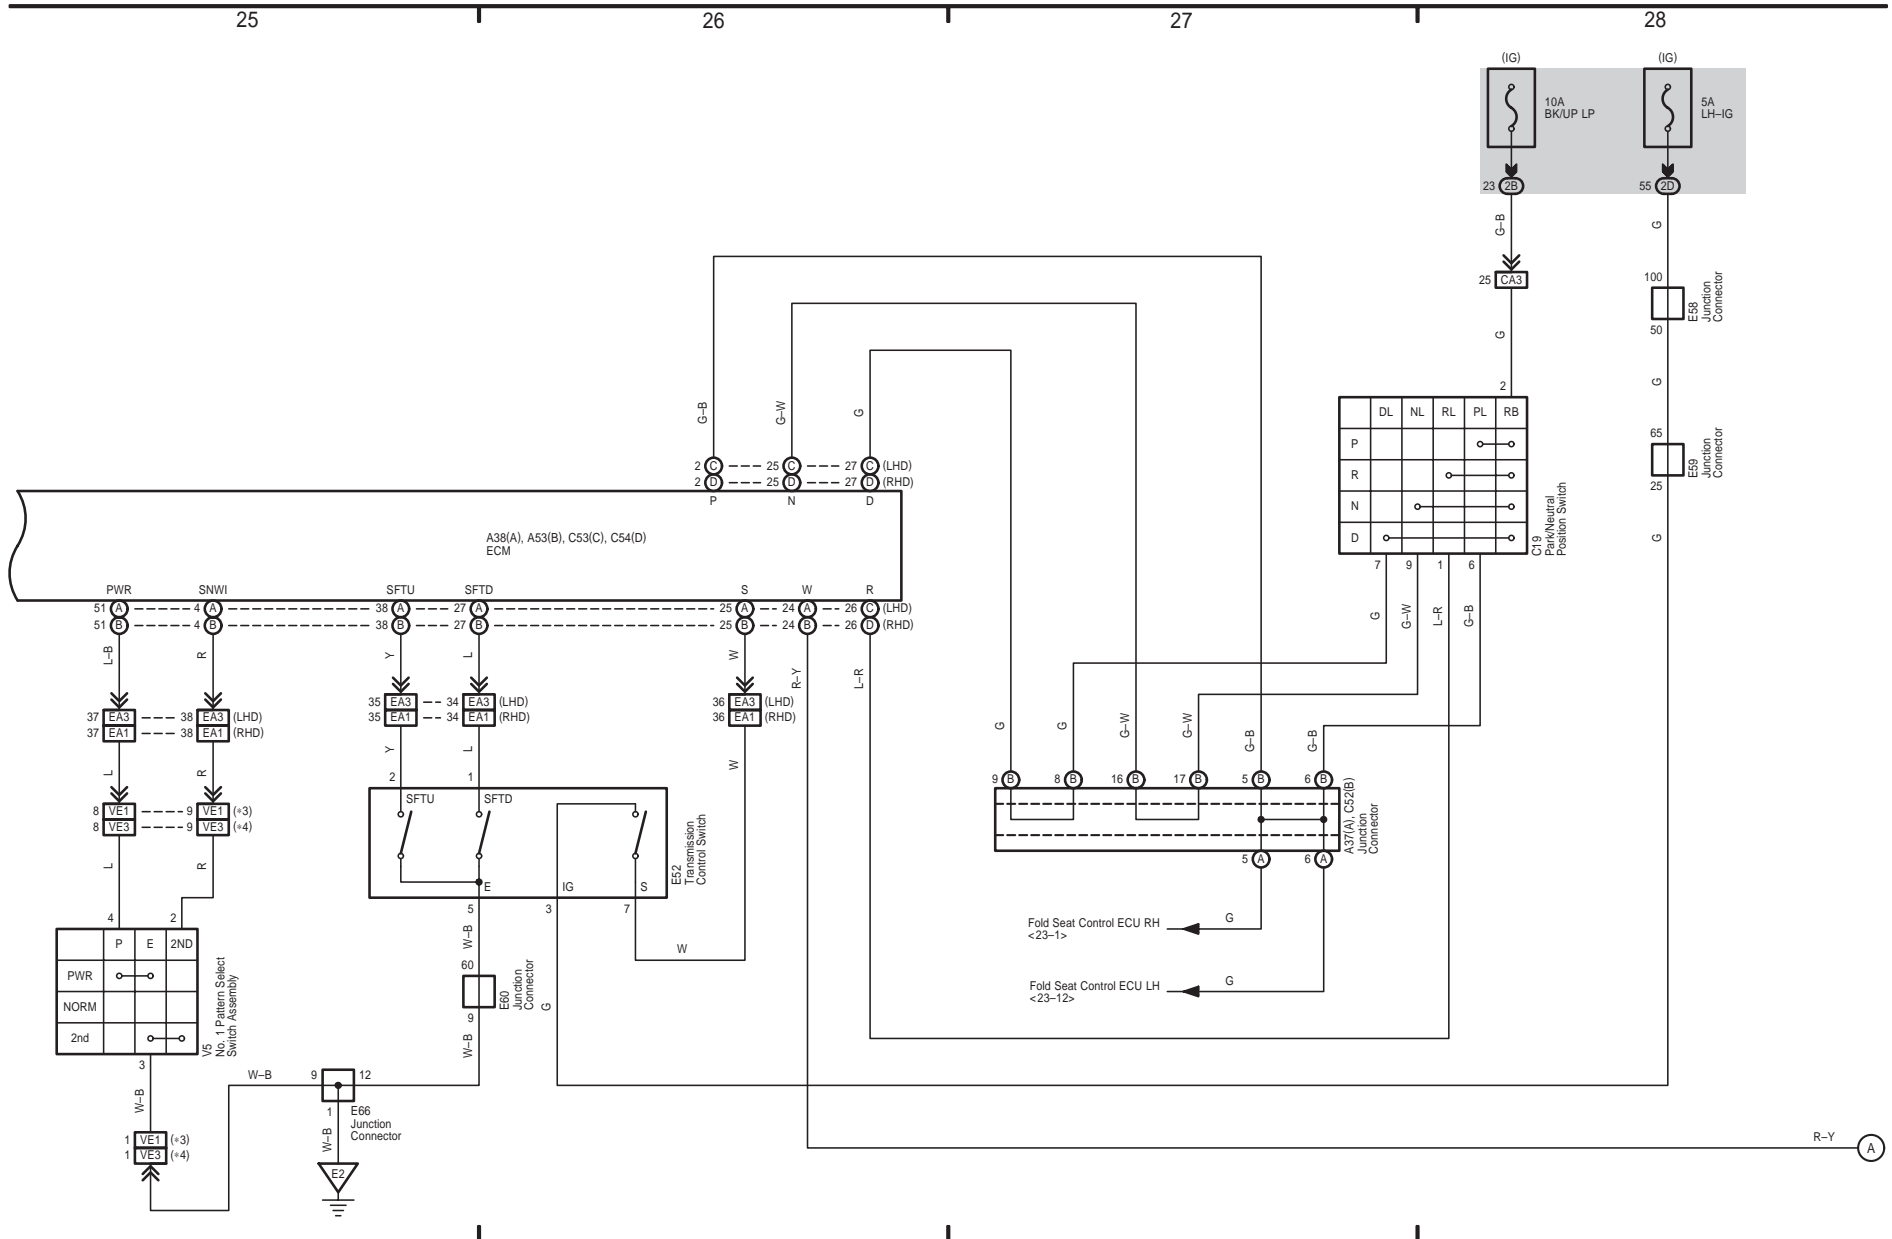 25
26
27
28
(IG)
(IG)
10A
BK/UP LP
5A
LH–IG
23 2B
55 2D
G–B
G
25 CA3
100
E58
Junction
Connector
50
G
G
2
DL NL RL PL RB
P
R
N
D
C19
Park/Neutral
Position Switch
65
E59
Junction
Connector
25
G
7 9 1 6
G G–W L–R G–B
G–B G–W G
2 C 25 C 27 C (LHD)
2 D 25 D 27 D (RHD)
P N D
A38(A), A53(B), C53(C), C54(D)
ECM
PWR SNWI SFTU SFTD S W R
51 A 4 A 38 A 27 A 25 A 24 A 26 C (LHD)
51 B 4 B 38 B 27 B 25 B 24 B 26 D (RHD)
L–B R Y L W R–Y L–R
35 EA3 34 EA3 (LHD)
35 EA1 34 EA1 (RHD)
36 EA3 (LHD)
36 EA1 (RHD)
37 EA3 38 EA3 (LHD)
37 EA1 38 EA1 (RHD)
G G G–W G–W G–B G–B
Y L W
L R
2 1
9 B 8 B 16 B 17 B 5 B 6 B
A37(A), C52(B)
Junction
Connector
5 A 6 A
SFTU SFTD
E IG S
E52
Transmission
Control Switch
8 VE1 9 VE1 (*3)
8 VE3 9 VE3 (*4)
L R
5 3 7
4 2
P E 2ND
PWR
NORM
2nd
V5
No. 1 Pattern Select
Switch Assembly
3
W–B
W
60
E60
Junction
Connector
9
G
W–B
Fold Seat Control ECU RH
<23–1>
G
Fold Seat Control ECU LH
<23–12>
G
W–B
9 12
1
E66
Junction
Connector
W–B
W–B
1 VE1 (*3)
1 VE3 (*4)
E2
R–Y
A